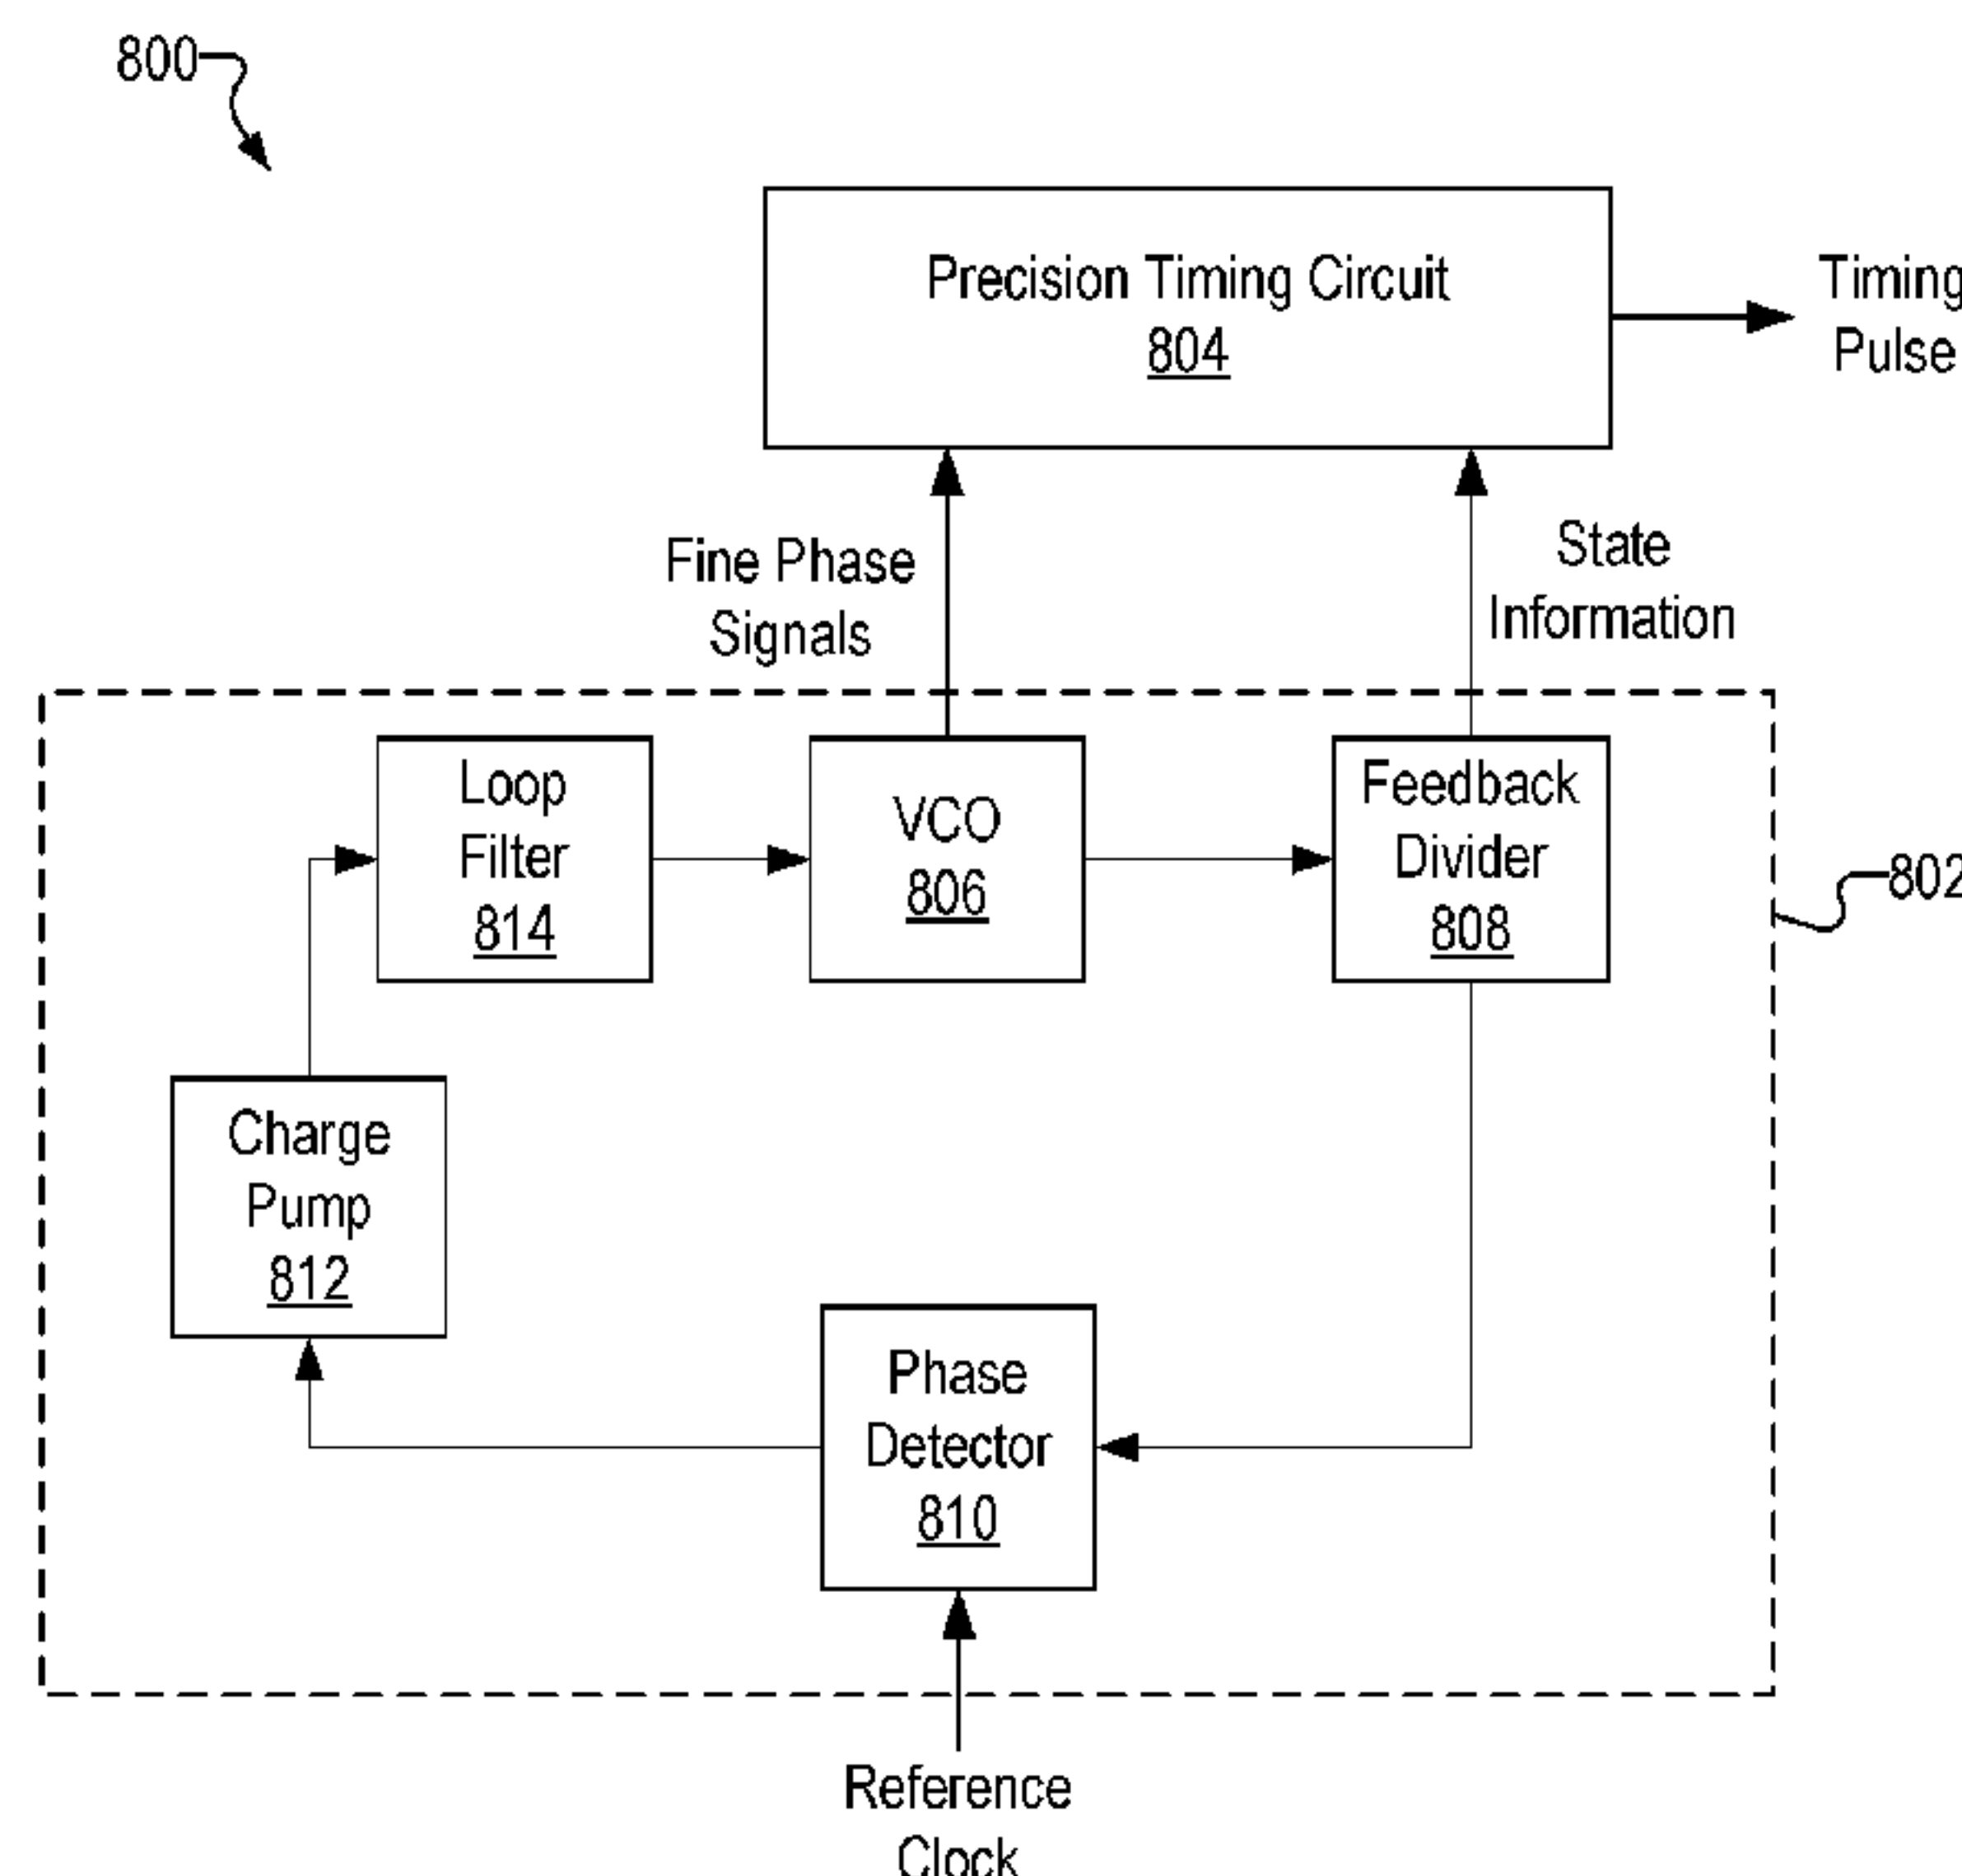 800
Precision Timing Circuit
804
Timing
Pulse
Fine Phase
Signals
State
Information
Loop
Filter
814
VCO
806
Feedback
Divider
808
802
Charge
Pump
812
Phase
Detector
810
Reference
Clock